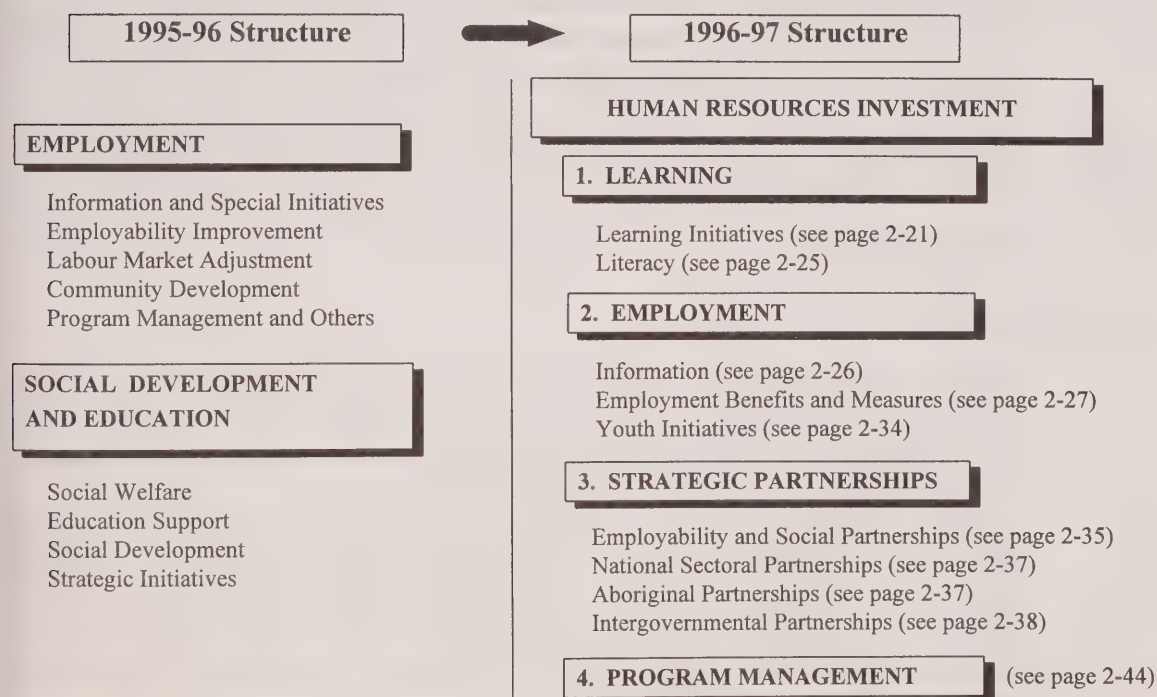 1995-96 Structure
EMPLOYMENT
Information and Special Initiatives
Employability Improvement
Labour Market Adjustment
Community Development
Program Management and Others
SOCIAL DEVELOPMENT
AND EDUCATION
Social Welfare
Education Support
Social Development
Strategic Initiatives
1996-97 Structure
HUMAN RESOURCES INVESTMENT
1. LEARNING
Learning Initiatives (see page 2-21)
Literacy (see page 2-25)
2. EMPLOYMENT
Information (see page 2-26)
Employment Benefits and Measures (see page 2-27)
Youth Initiatives (see page 2-34)
3. STRATEGIC PARTNERSHIPS
Employability and Social Partnerships (see page 2-35)
National Sectoral Partnerships (see page 2-37)
Aboriginal Partnerships (see page 2-37)
Intergovernmental Partnerships (see page 2-38)
4. PROGRAM MANAGEMENT (see page 2-44)